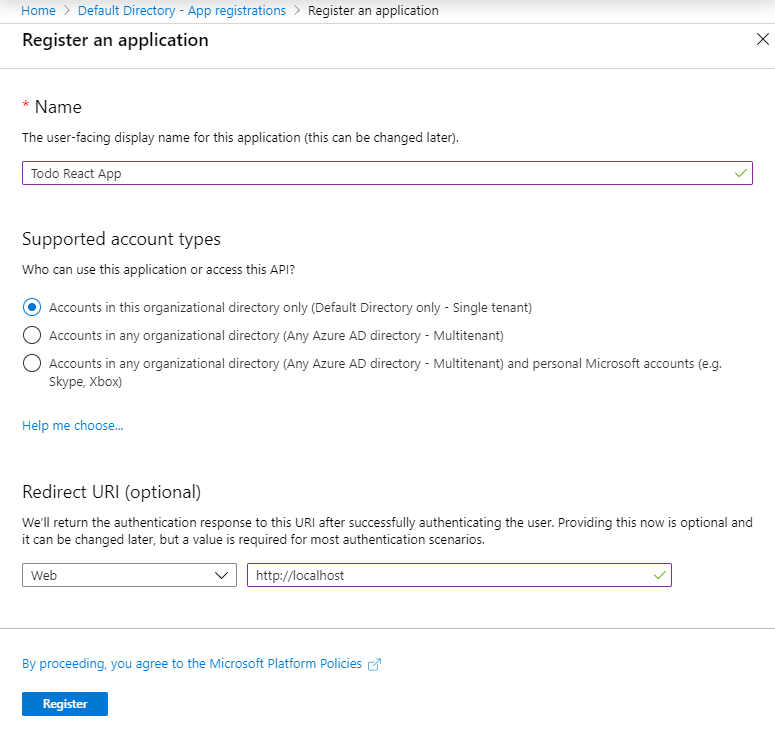 Home > Default Directory - App registrations > Register an application
Register an application
* Name
The user-facing display name for this application (this can be changed later).
Todo React App
Supported account types
Who can use this application or access this API?
Accounts in this organizational directory only (Default Directory only - Single tenant)
Accounts in any organizational directory (Any Azure AD directory - Multitenant)
Accounts in any organizational directory (Any Azure AD directory - Multitenant) and personal Microsoft accounts (e.g.
Skype, Xbox)
Help me choose...
Redirect URI (optional)
We'll return the authentication response to this URI after successfully authenticating the user. Providing this now is optional and
it can be changed later, but a value is required for most authentication scenarios.
Web http://localhost
By proceeding, you agree to the Microsoft Platform Policies
Register